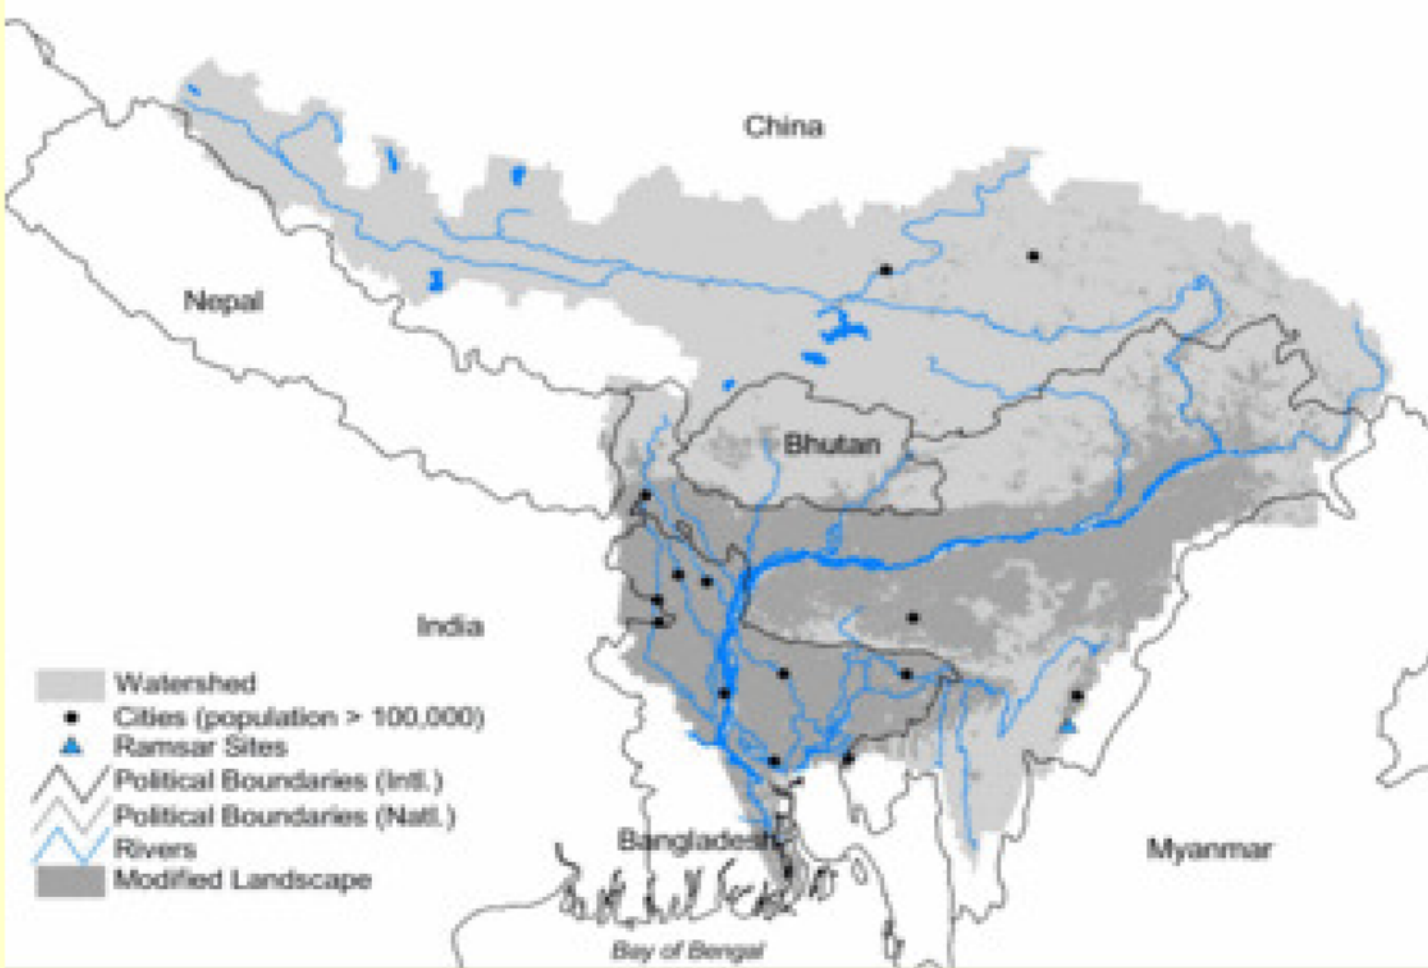 China
Nepal
Bhutan
India
Watershed
Cities (population > 100,000)
Ramsar Sites
Political Boundaries (Intl.)
Political Boundaries (Natl.)
Rivers
Modified Landscape
Bangladesh
Myanmar
Bay of Bengal